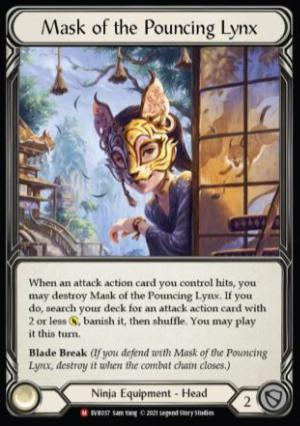 Mask of the Pouncing Lynx
When an attack action card you control hits, you
may destroy Mask of the Pouncing Lynx. If you
do, search your deck for an attack action card with
2 or less , banish it, then shuffle. You may play
it this turn.
Blade Break (If you defend with Mask of the Pouncing
Lynx, destroy it when the combat chain closes.)
Ninja Equipment - Head
2
M EVR037 Sam Yang © 2021 Legend Story Studios